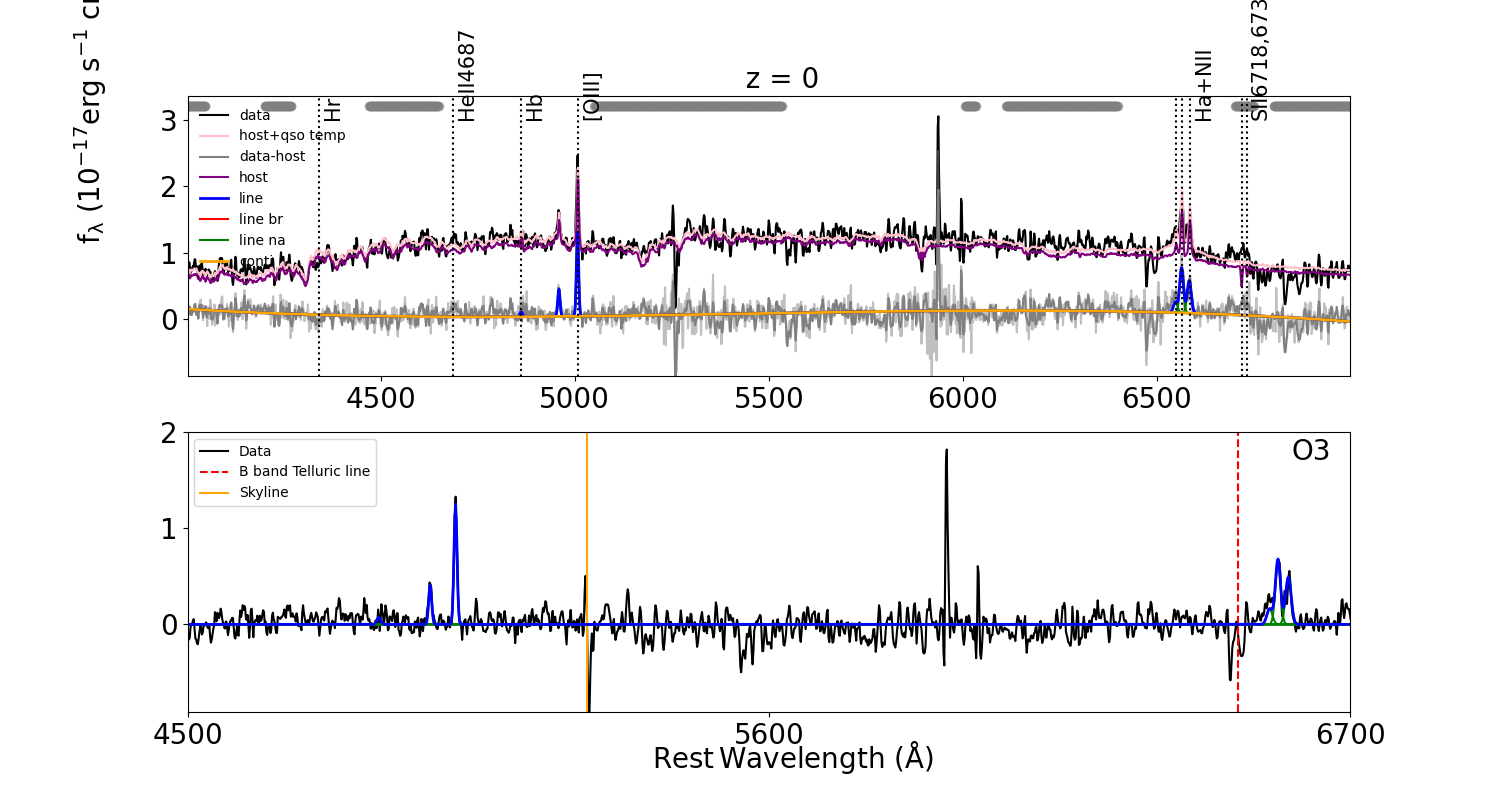 z = 0
f_λ (10^−17 erg s^−1 c
Hr
HeII4687
Hb
[OIII]
Ha+NII
SII6718,673
data
host+qso temp
data-host
host
line
line br
line na
conti
3
2
1
0
4500 5000 5500 6000 6500
O3
Data
B band Telluric line
Skyline
2
1
0
4500 5600 6700
Rest Wavelength (Å)